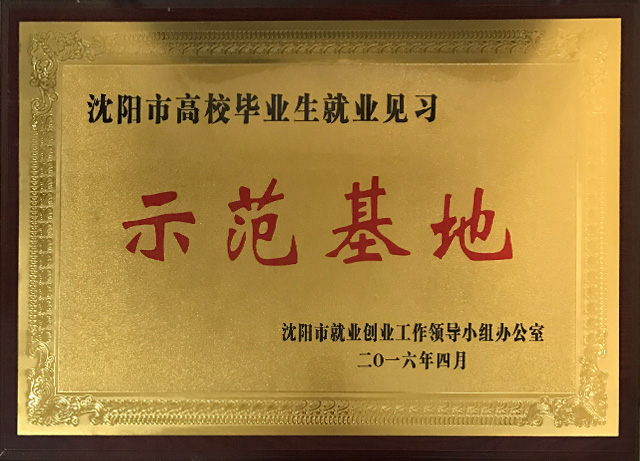 沈阳市高校毕业生就业见习
示范基地
沈阳市就业创业工作领导小组办公室
二〇一六年四月